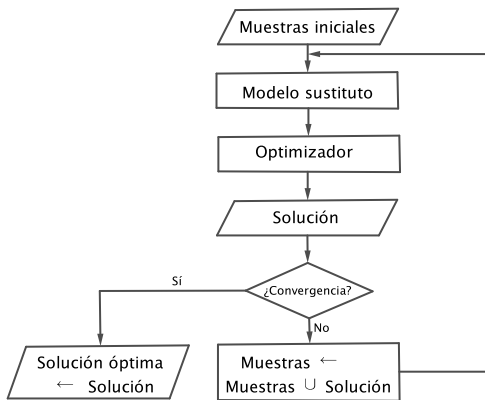 Muestras iniciales
Modelo sustituto
Optimizador
Solución
¿Convergencia?
Sí
No
Solución óptima
← Solución
Muestras ←
Muestras ∪ Solución